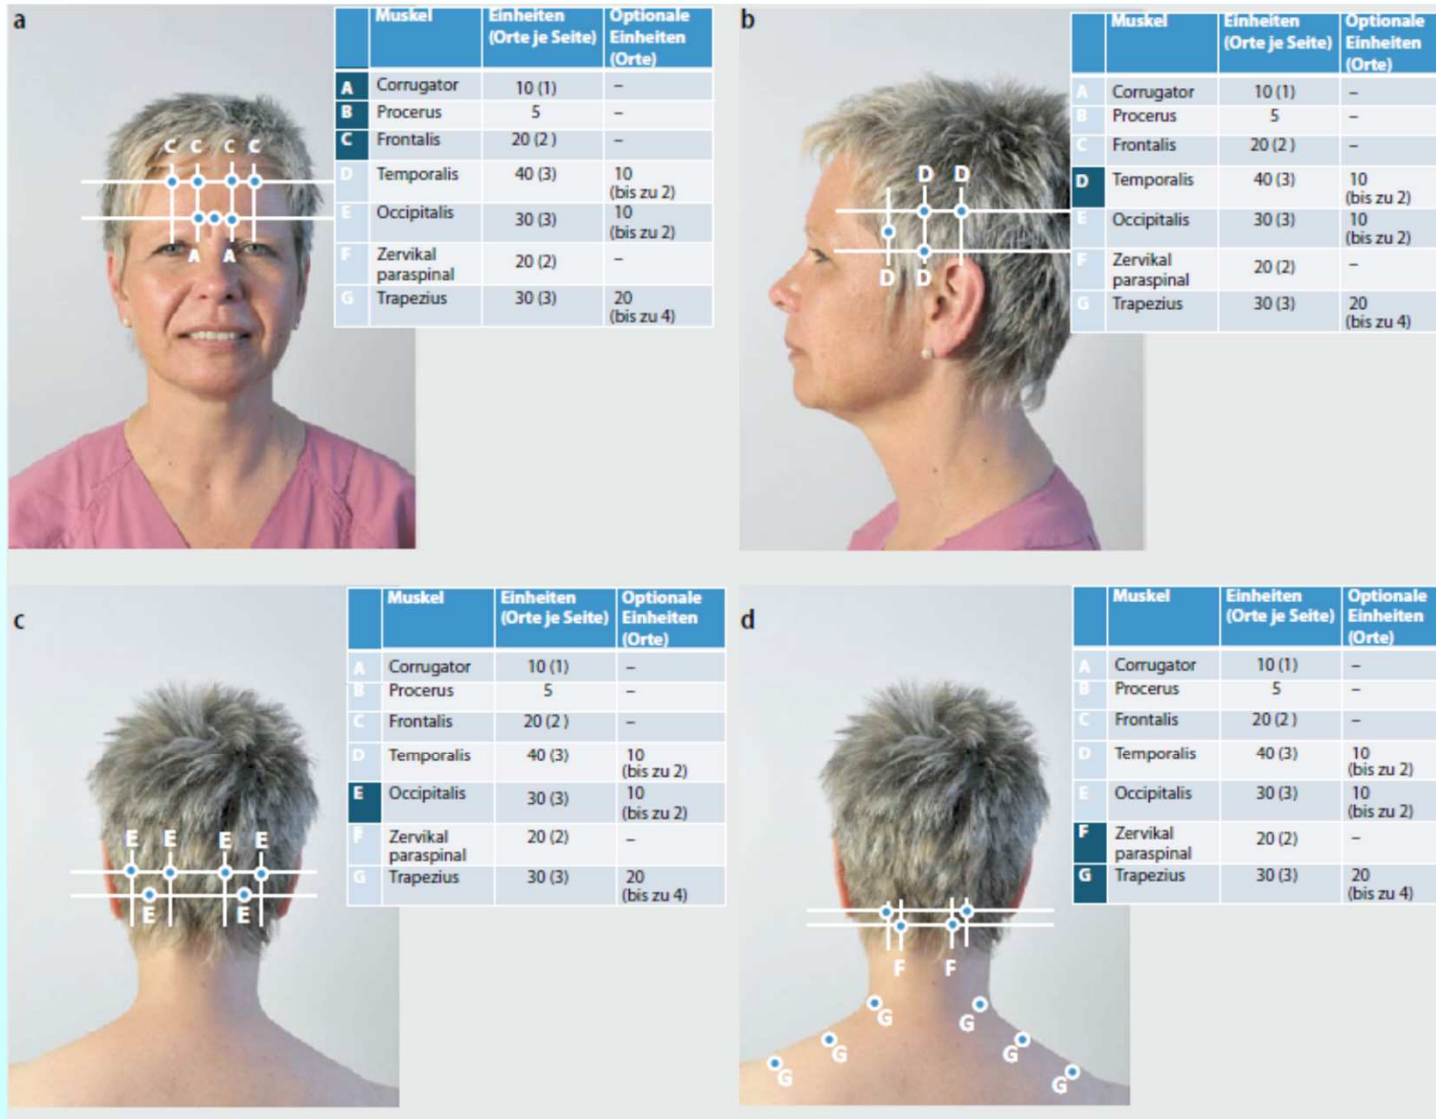 a
Muskel Einheiten (Orte je Seite) Optionale Einheiten (Orte)
A Corrugator 10 (1) –
B Procerus 5 –
C Frontalis 20 (2 ) –
D Temporalis 40 (3) 10 (bis zu 2)
E Occipitalis 30 (3) 10 (bis zu 2)
F Zervikal paraspinal 20 (2) –
G Trapezius 30 (3) 20 (bis zu 4)
C C C C
A A
b
Muskel Einheiten (Orte je Seite) Optionale Einheiten (Orte)
A Corrugator 10 (1) –
B Procerus 5 –
C Frontalis 20 (2 ) –
D Temporalis 40 (3) 10 (bis zu 2)
E Occipitalis 30 (3) 10 (bis zu 2)
F Zervikal paraspinal 20 (2) –
G Trapezius 30 (3) 20 (bis zu 4)
D D
D D
c
Muskel Einheiten (Orte je Seite) Optionale Einheiten (Orte)
A Corrugator 10 (1) –
B Procerus 5 –
C Frontalis 20 (2 ) –
D Temporalis 40 (3) 10 (bis zu 2)
E Occipitalis 30 (3) 10 (bis zu 2)
F Zervikal paraspinal 20 (2) –
G Trapezius 30 (3) 20 (bis zu 4)
E E E E
E E
d
Muskel Einheiten (Orte je Seite) Optionale Einheiten (Orte)
A Corrugator 10 (1) –
B Procerus 5 –
C Frontalis 20 (2 ) –
D Temporalis 40 (3) 10 (bis zu 2)
E Occipitalis 30 (3) 10 (bis zu 2)
F Zervikal paraspinal 20 (2) –
G Trapezius 30 (3) 20 (bis zu 4)
F F
G G
G G
G G